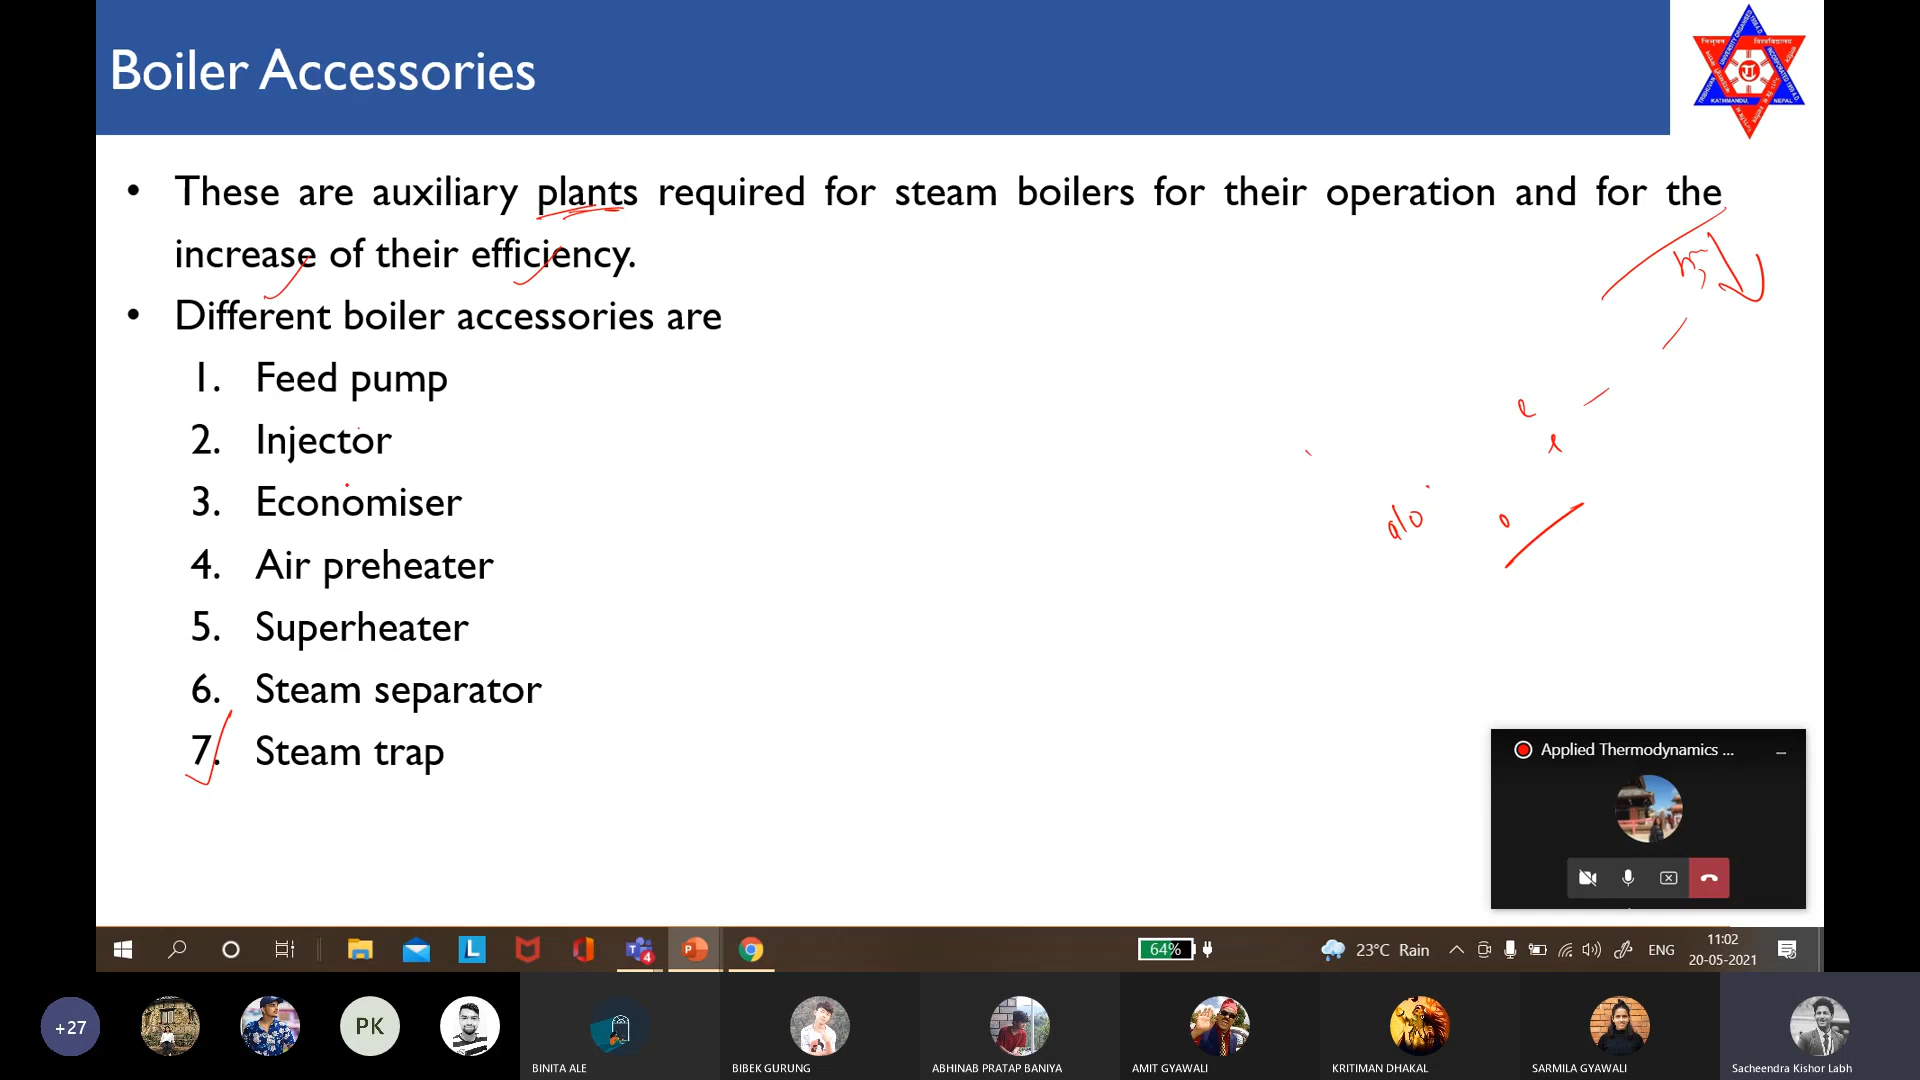 Boiler Accessories
• These are auxiliary plants required for steam boilers for their operation and for the
increase of their efficiency.
• Different boiler accessories are
1. Feed pump
2. Injector
3. Economiser
4. Air preheater
5. Superheater
6. Steam separator
7. Steam trap
Applied Thermodynamics ...
64%
23°C Rain
ENG
11:02
20-05-2021
+27
PK
BINITA ALE
BIBEK GURUNG
ABHINAB PRATAP BANIYA
AMIT GYAWALI
KRITIMAN DHAKAL
SARMILA GYAWALI
Sacheendra Kishor Labh